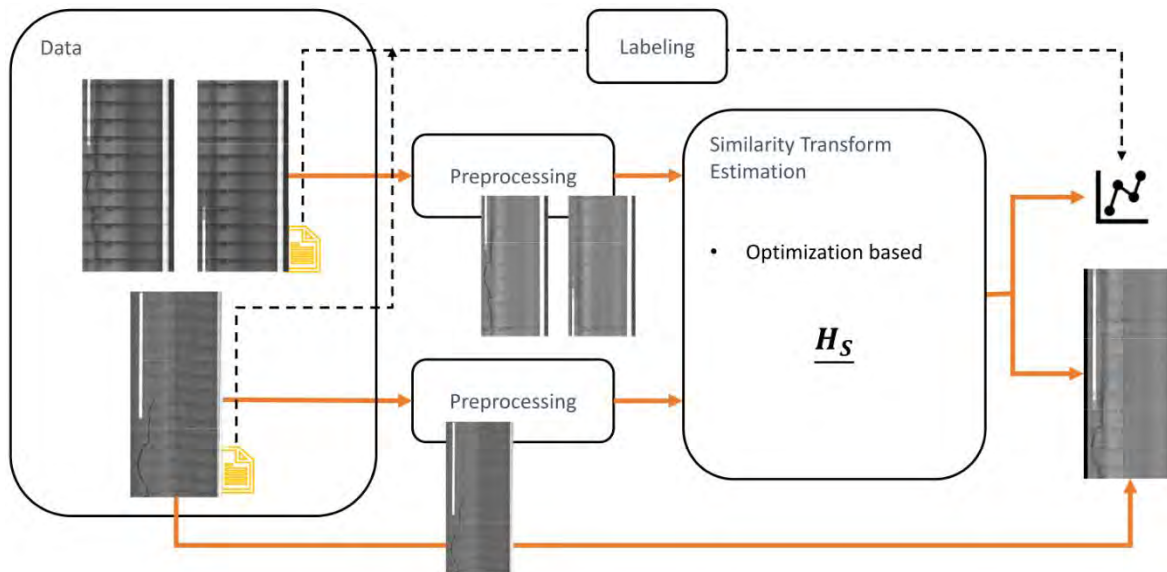 Data
Labeling
Preprocessing
Similarity Transform
Estimation
• Optimization based
H_S
Preprocessing